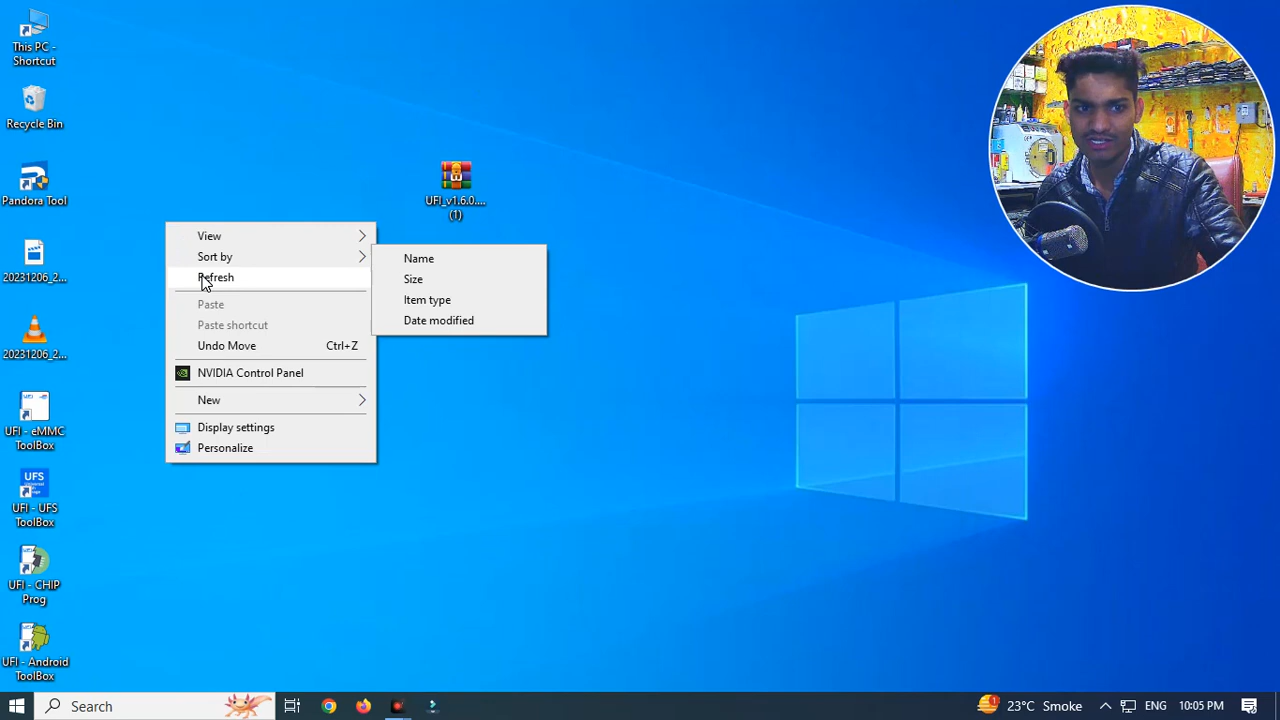 This PC -
Shortcut
Recycle Bin
Pandora Tool
20231206_2...
20231206_2...
UFI - eMMC
ToolBox
UFS
UFI - UFS
ToolBox
UFI - CHIP
Prog
UFI - Android
ToolBox
UFI_v1.6.0....
(1)
View
Sort by
Refresh
Paste
Paste shortcut
Undo Move Ctrl+Z
NVIDIA Control Panel
New
Display settings
Personalize
Name
Size
Item type
Date modified
Search
23°C Smoke
ENG
10:05 PM